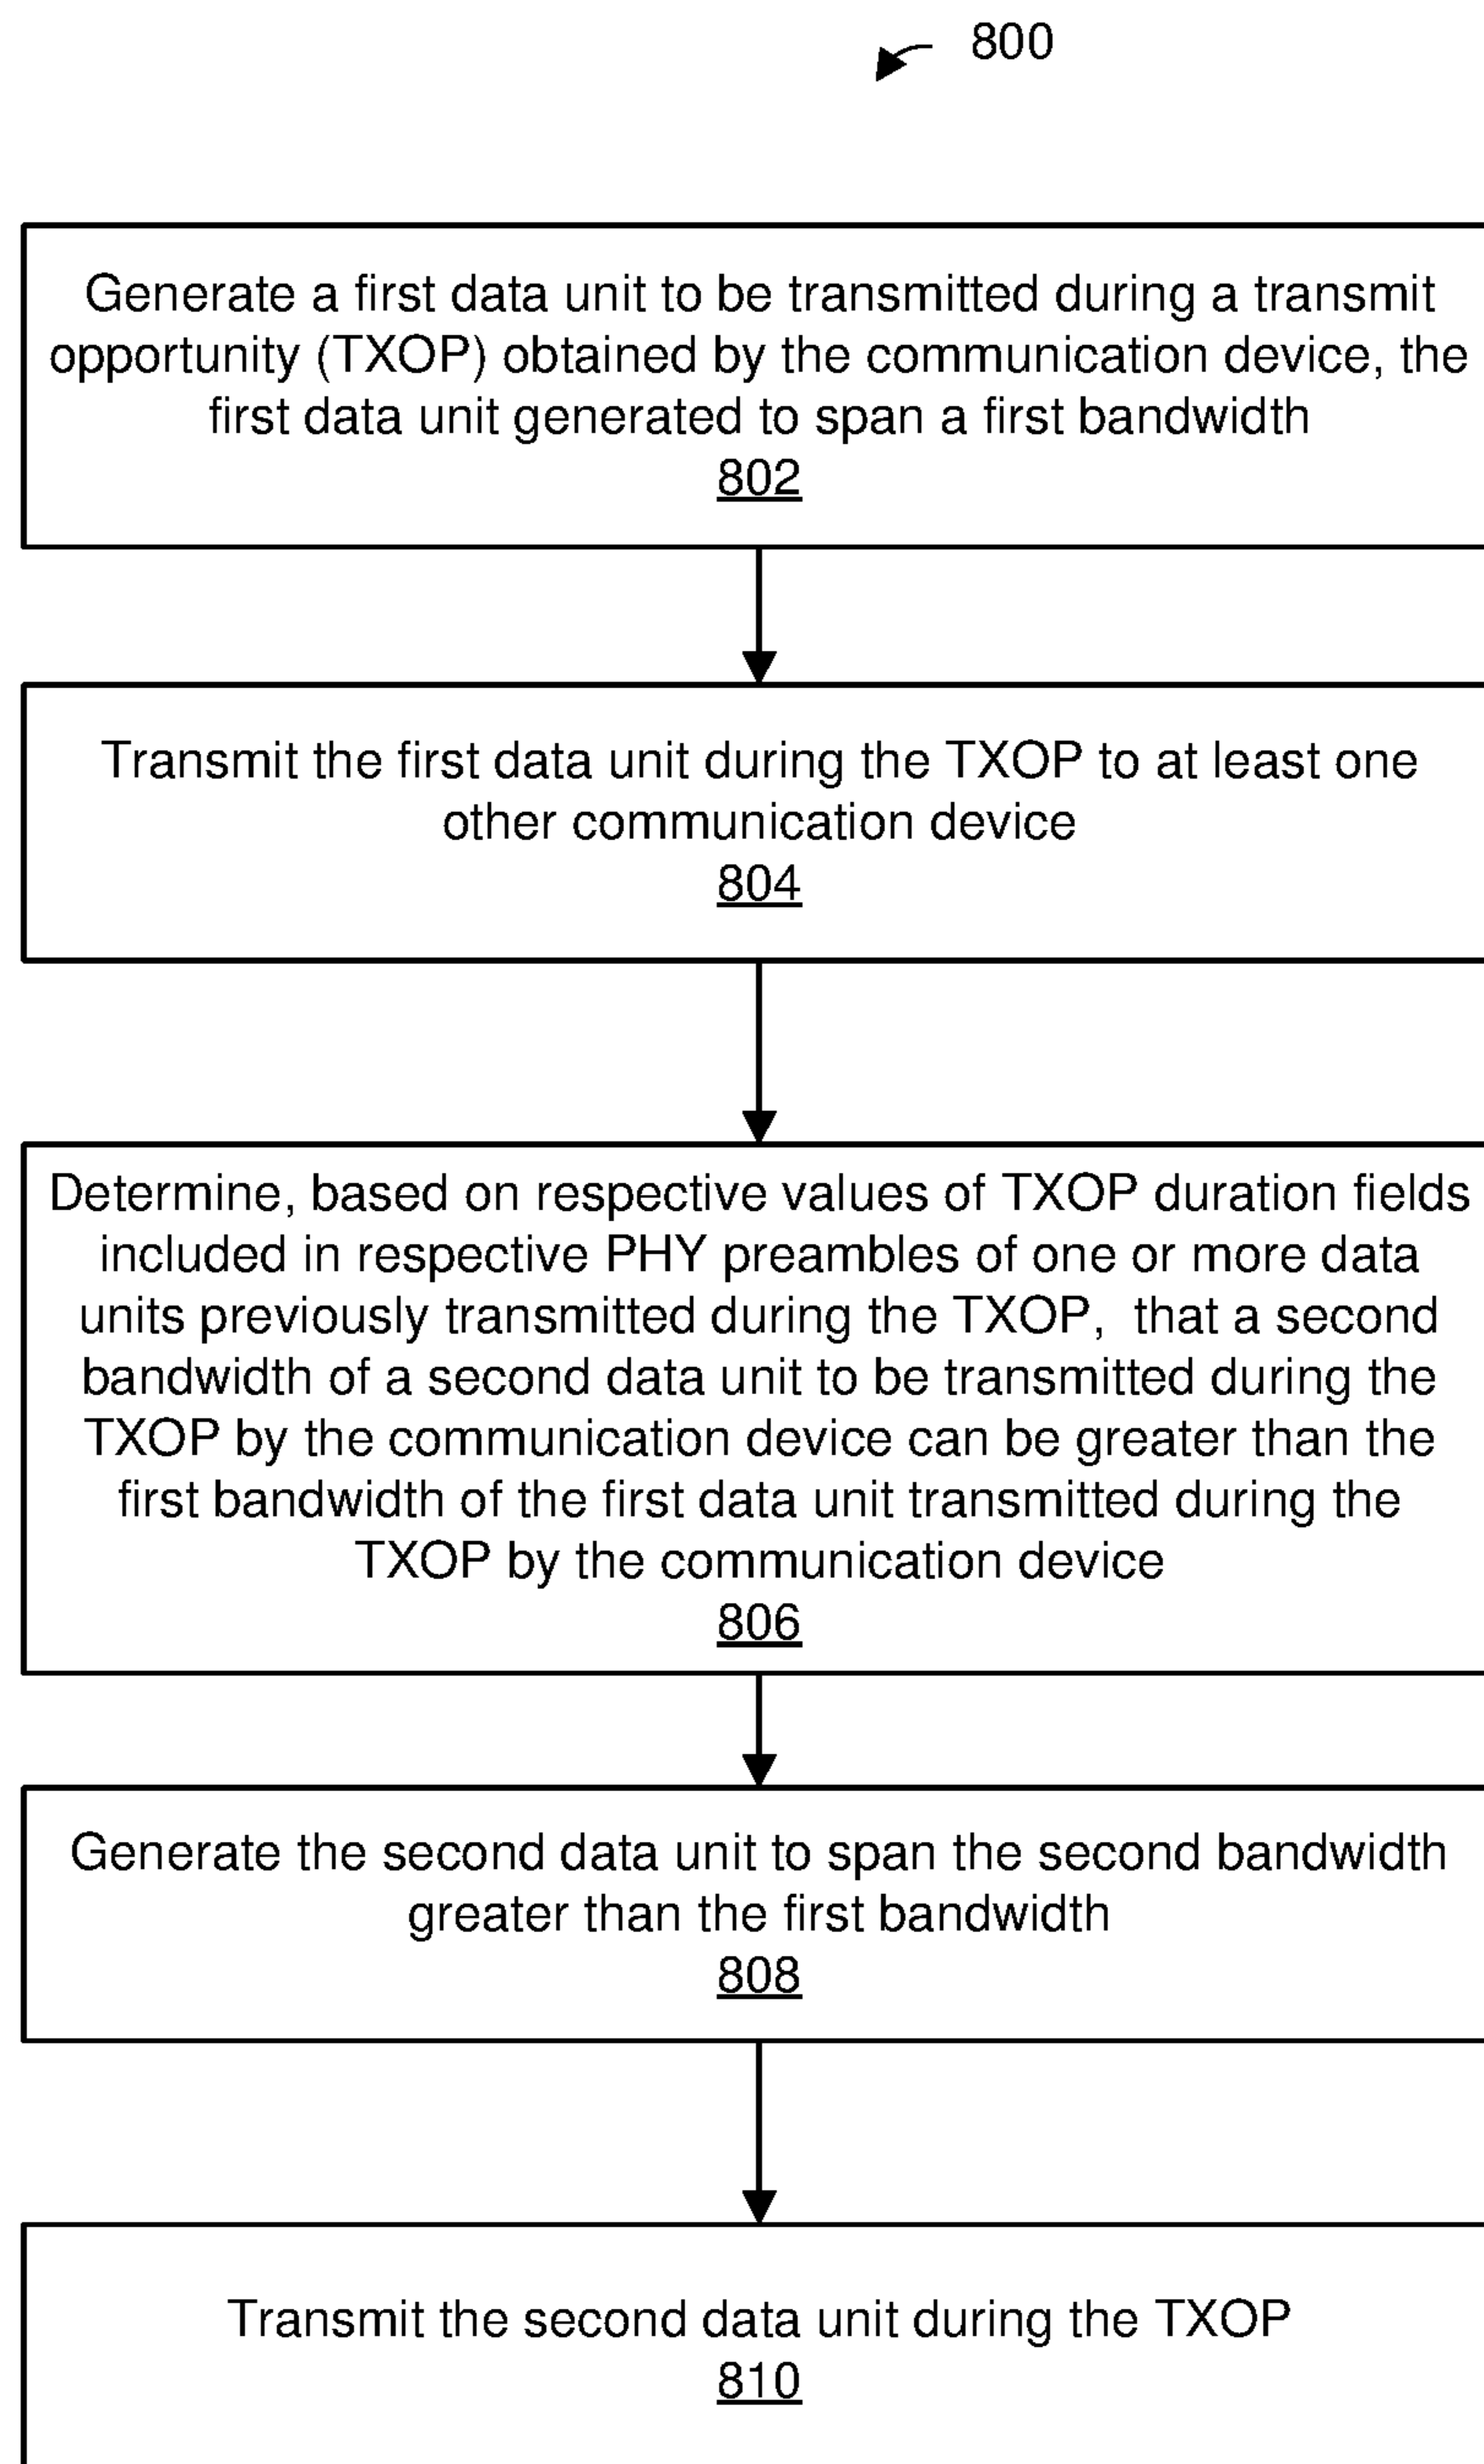 800
Generate a first data unit to be transmitted during a transmit
opportunity (TXOP) obtained by the communication device, the
first data unit generated to span a first bandwidth
802
Transmit the first data unit during the TXOP to at least one
other communication device
804
Determine, based on respective values of TXOP duration fields
included in respective PHY preambles of one or more data
units previously transmitted during the TXOP, that a second
bandwidth of a second data unit to be transmitted during the
TXOP by the communication device can be greater than the
first bandwidth of the first data unit transmitted during the
TXOP by the communication device
806
Generate the second data unit to span the second bandwidth
greater than the first bandwidth
808
Transmit the second data unit during the TXOP
810